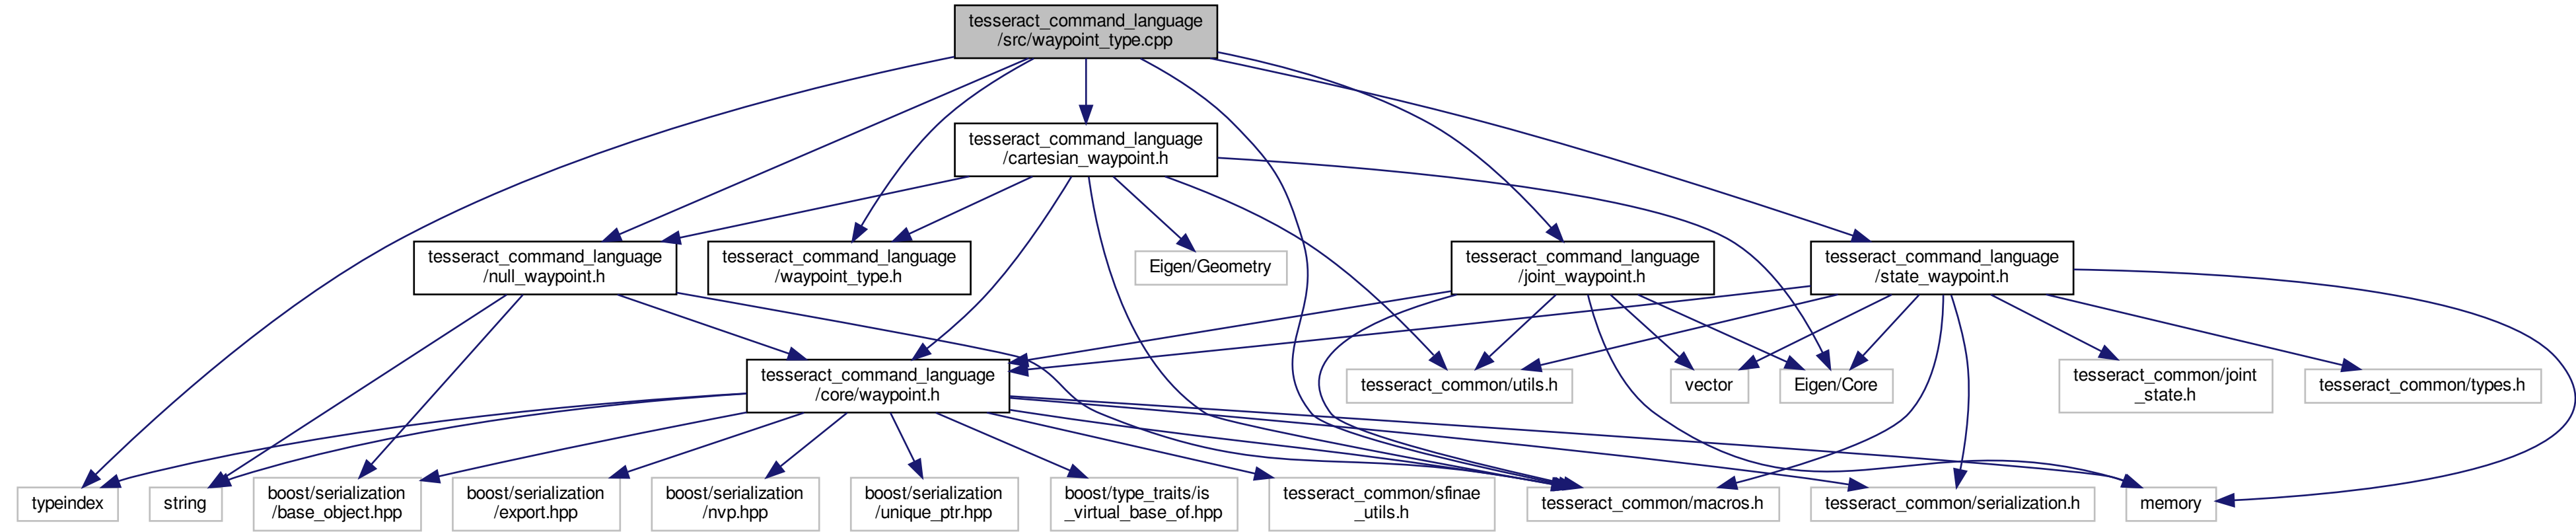 tesseract_command_language
/src/waypoint_type.cpp
tesseract_command_language
/cartesian_waypoint.h
tesseract_command_language
/null_waypoint.h
tesseract_command_language
/waypoint_type.h
Eigen/Geometry
tesseract_command_language
/joint_waypoint.h
tesseract_command_language
/state_waypoint.h
tesseract_command_language
/core/waypoint.h
tesseract_common/utils.h
vector
Eigen/Core
tesseract_common/joint
_state.h
tesseract_common/types.h
typeindex
string
boost/serialization
/base_object.hpp
boost/serialization
/export.hpp
boost/serialization
/nvp.hpp
boost/serialization
/unique_ptr.hpp
boost/type_traits/is
_virtual_base_of.hpp
tesseract_common/sfinae
_utils.h
tesseract_common/macros.h
tesseract_common/serialization.h
memory